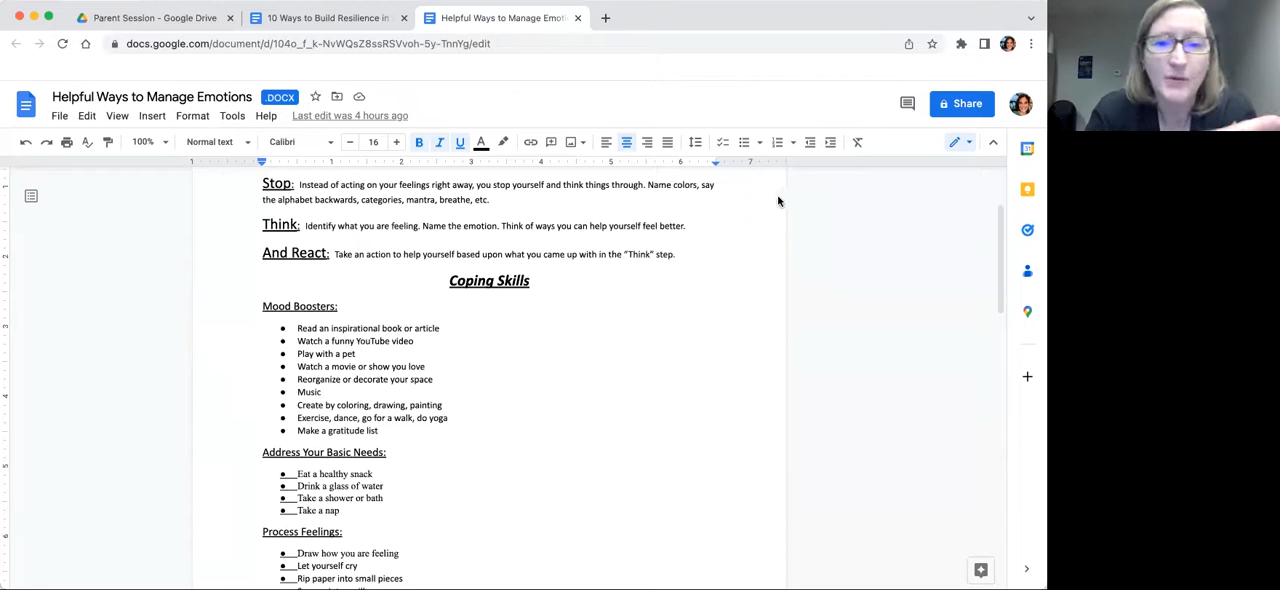 Parent Session - Google Drive
10 Ways to Build Resilience in
Helpful Ways to Manage Emoti
docs.google.com/document/d/104o_f_k-NvWQsZ8ssRSVvoh-5y-TnnYg/edit
Helpful Ways to Manage Emotions .DOCX
File Edit View Insert Format Tools Help Last edit was 4 hours ago
Share
100% Normal text Calibri 16 B I U A
1 1 2 3 4 5 6 7
Stop: Instead of acting on your feelings right away, you stop yourself and think things through. Name colors, say
the alphabet backwards, categories, mantra, breathe, etc.
Think: Identify what you are feeling. Name the emotion. Think of ways you can help yourself feel better.
And React: Take an action to help yourself based upon what you came up with in the “Think” step.
Coping Skills
Mood Boosters:
● Read an inspirational book or article
● Watch a funny YouTube video
● Play with a pet
● Watch a movie or show you love
● Reorganize or decorate your space
● Music
● Create by coloring, drawing, painting
● Exercise, dance, go for a walk, do yoga
● Make a gratitude list
Address Your Basic Needs:
● Eat a healthy snack
● Drink a glass of water
● Take a shower or bath
● Take a nap
Process Feelings:
● Draw how you are feeling
● Let yourself cry
● Rip paper into small pieces